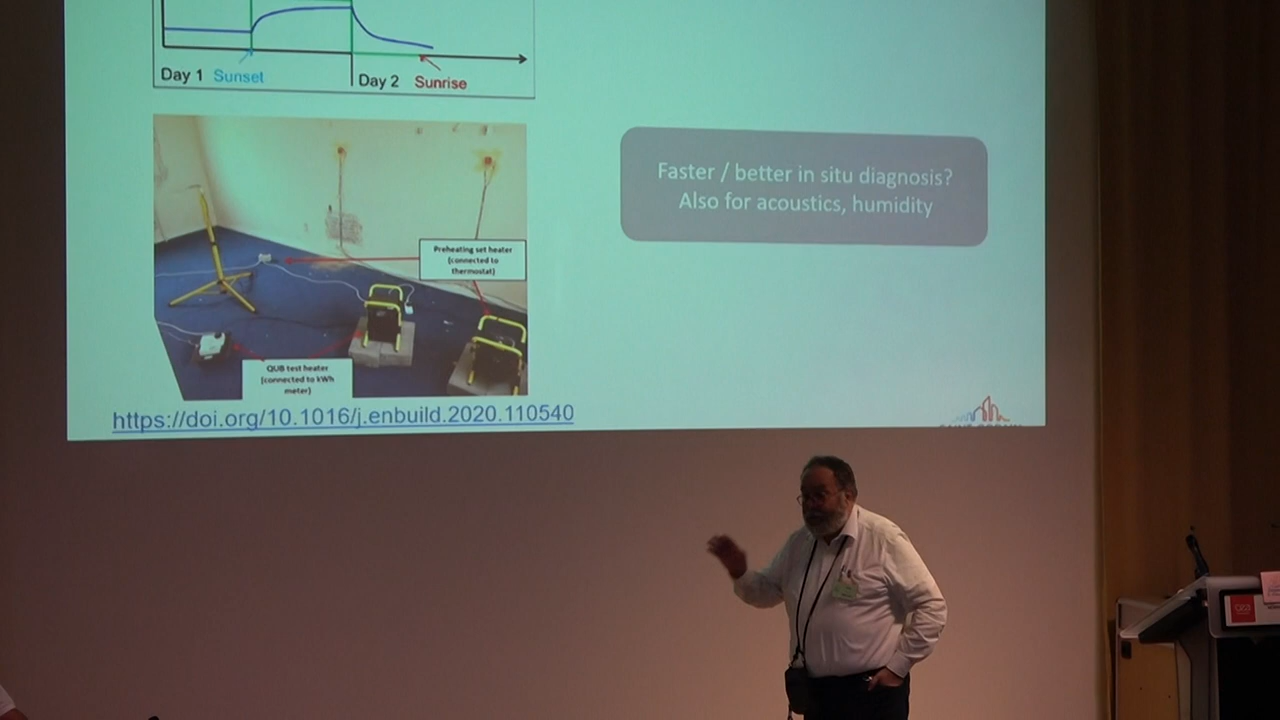 Day 1 Sunset
Day 2 Sunrise
Preheating set heater
(connected to
thermostat)
QUB test heater
(connected to kWh
meter)
https://doi.org/10.1016/j.enbuild.2020.110540
Faster / better in situ diagnosis?
Also for acoustics, humidity